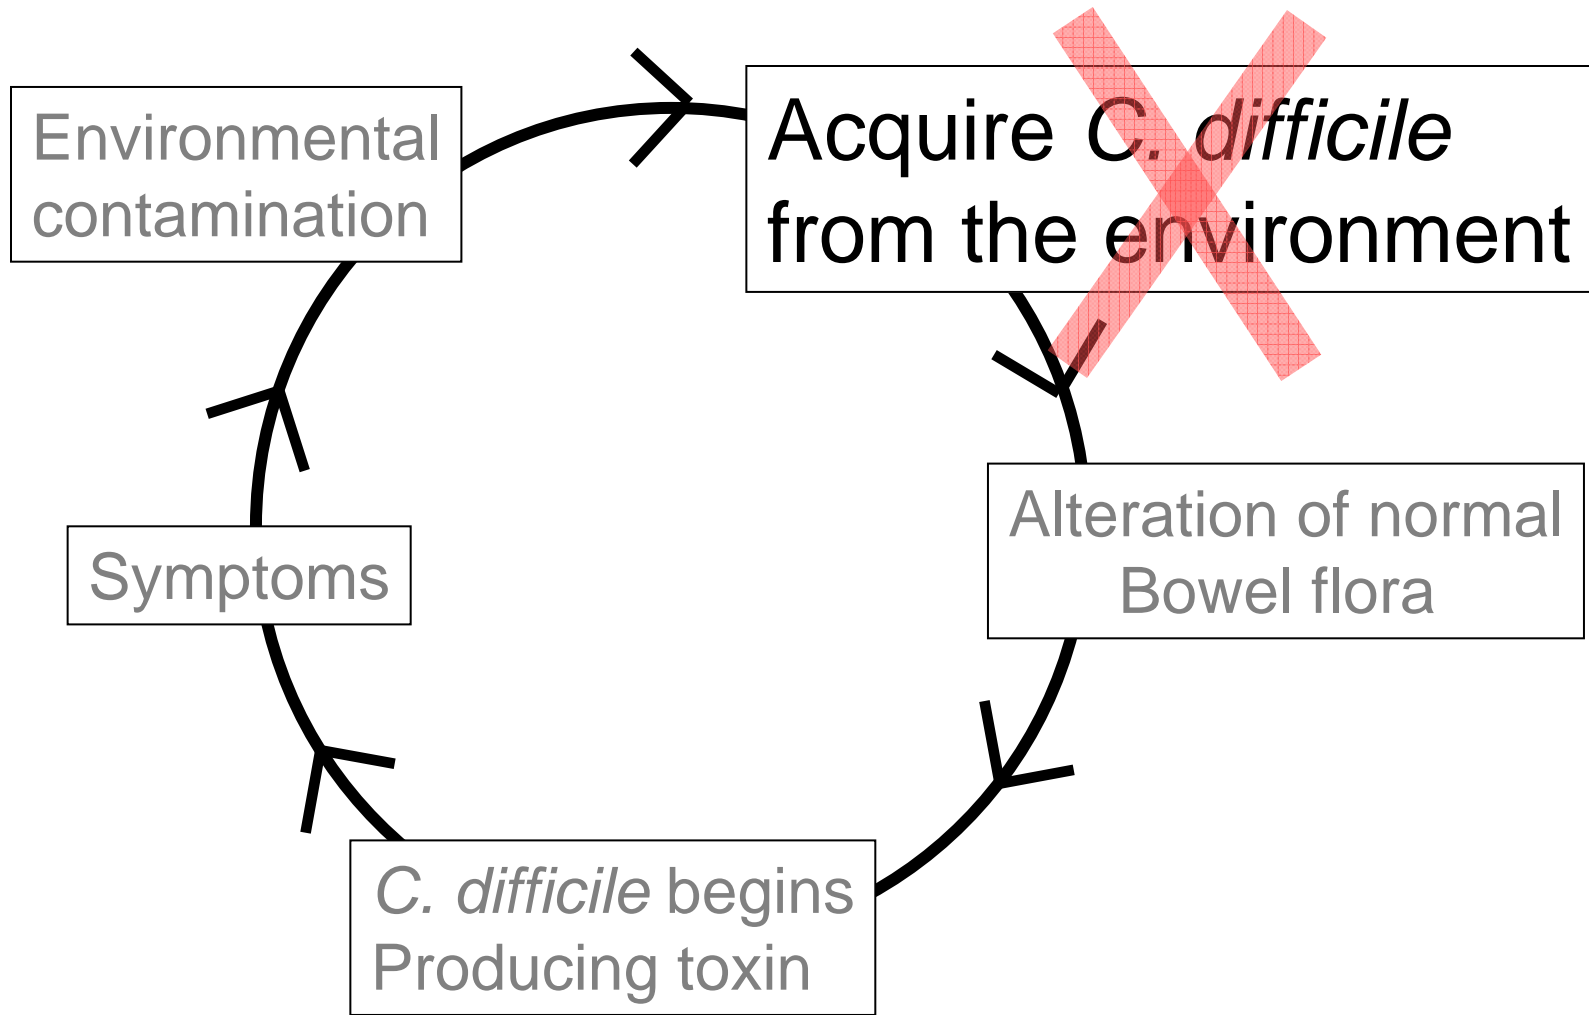 Environmental
contamination
Acquire C. difficile
from the environment
Alteration of normal
Bowel flora
C. difficile begins
Producing toxin
Symptoms